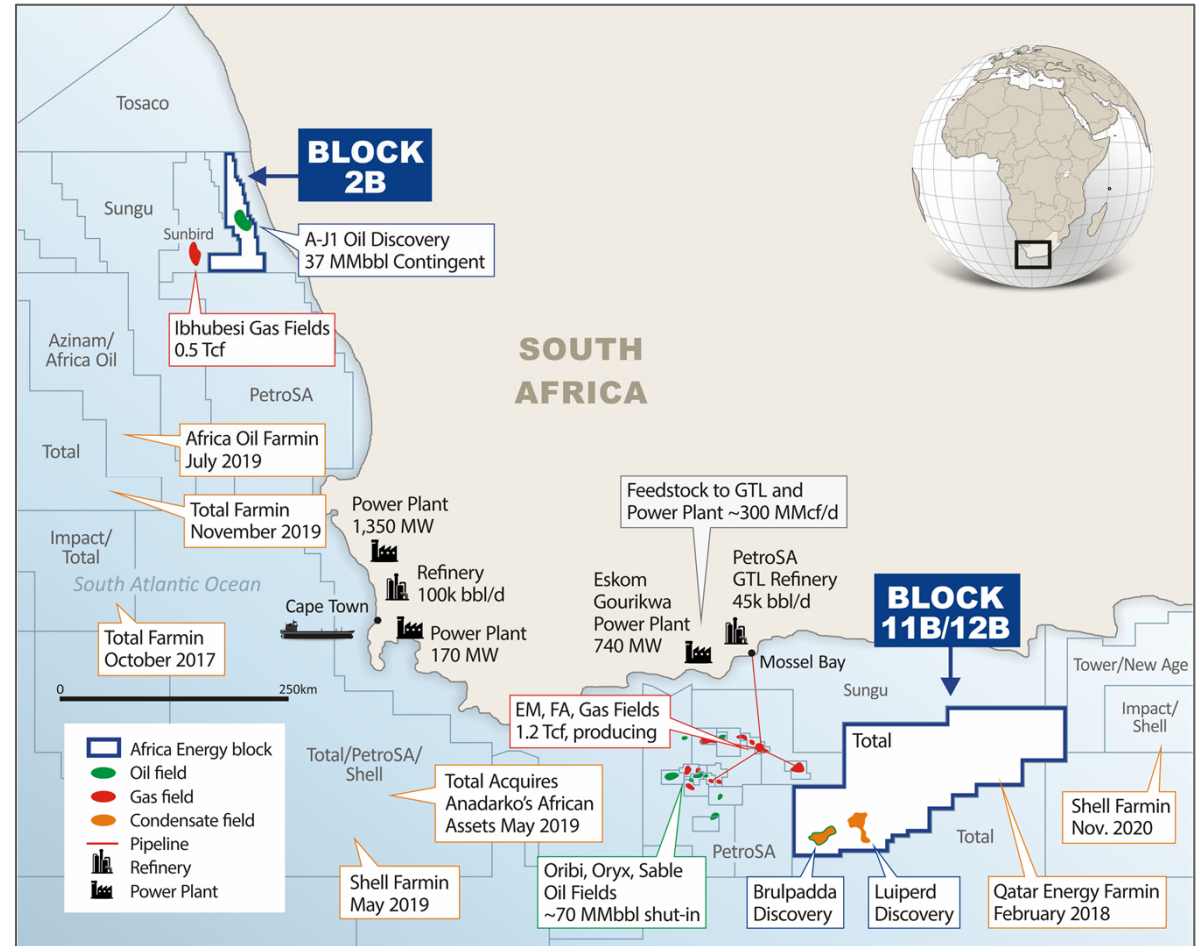 Tosaco
BLOCK
2B
Sungu
Sunbird
A-J1 Oil Discovery
37 MMbbl Contingent
Ibhubesi Gas Fields
0.5 Tcf
Azinam/
Africa Oil
PetroSA
SOUTH
AFRICA
Africa Oil Farmin
July 2019
Total
Total Farmin
November 2019
Power Plant
1,350 MW
Feedstock to GTL and
Power Plant ~300 MMcf/d
Impact/
Total
South Atlantic Ocean
Refinery
100k bbl/d
Cape Town
Power Plant
170 MW
Eskom
Gourikwa
Power Plant
740 MW
PetroSA
GTL Refinery
45k bbl/d
BLOCK
11B/12B
Mossel Bay
Total Farmin
October 2017
Tower/New Age
Sungu
0
250km
Impact/
Shell
EM, FA, Gas Fields
1.2 Tcf, producing
Total
Africa Energy block
Oil field
Gas field
Condensate field
Pipeline
Refinery
Power Plant
Total/PetroSA/
Shell
Total Acquires
Anadarko's African
Assets May 2019
Shell Farmin
Nov. 2020
PetroSA
Total
Shell Farmin
May 2019
Oribi, Oryx, Sable
Oil Fields
~70 MMbbl shut-in
Brulpadda
Discovery
Luiperd
Discovery
Qatar Energy Farmin
February 2018